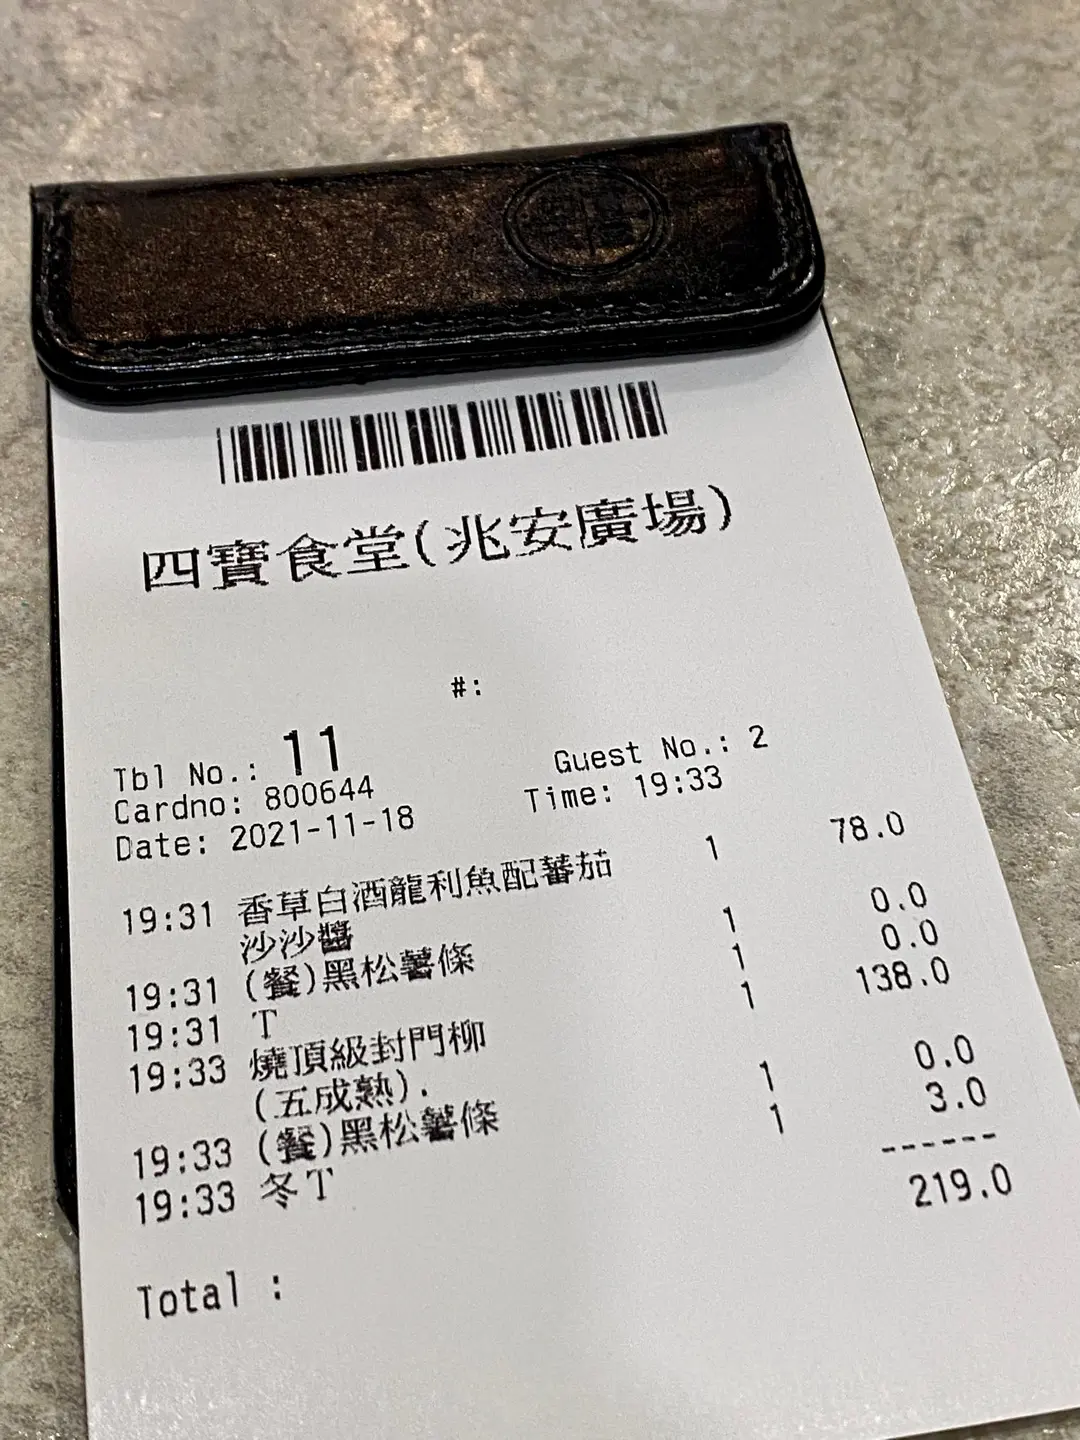 四寶食堂(兆安廣場)
#:
Tbl No.: 11 Guest No.: 2
Cardno: 800644 Time: 19:33
Date: 2021-11-18
19:31 香草白酒龍利魚配蕃茄 1 78.0
沙沙醬
19:31 (餐)黑松薯條 1 0.0
19:31 T 1 0.0
19:33 燒頂級封門柳 1 138.0
(五成熟).
19:33 (餐)黑松薯條 1 0.0
19:33 冬T 1 3.0
------
Total : 219.0